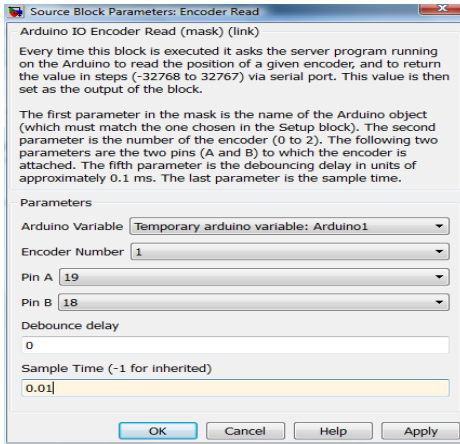 Source Block Parameters: Encoder Read
Arduino IO Encoder Read (mask) (link)
Every time this block is executed it asks the server program running
on the Arduino to read the position of a given encoder, and to return
the value in steps (-32768 to 32767) via serial port. This value is then
set as the output of the block.
The first parameter in the mask is the name of the Arduino object
(which must match the one chosen in the Setup block). The second
parameter is the number of the encoder (0 to 2). The following two
parameters are the two pins (A and B) to which the encoder is
attached. The fifth parameter is the debouncing delay in units of
approximately 0.1 ms. The last parameter is the sample time.
Parameters
Arduino Variable Temporary arduino variable: Arduino1
Encoder Number 1
Pin A 19
Pin B 18
Debounce delay
0
Sample Time (-1 for inherited)
0.01
OK Cancel Help Apply